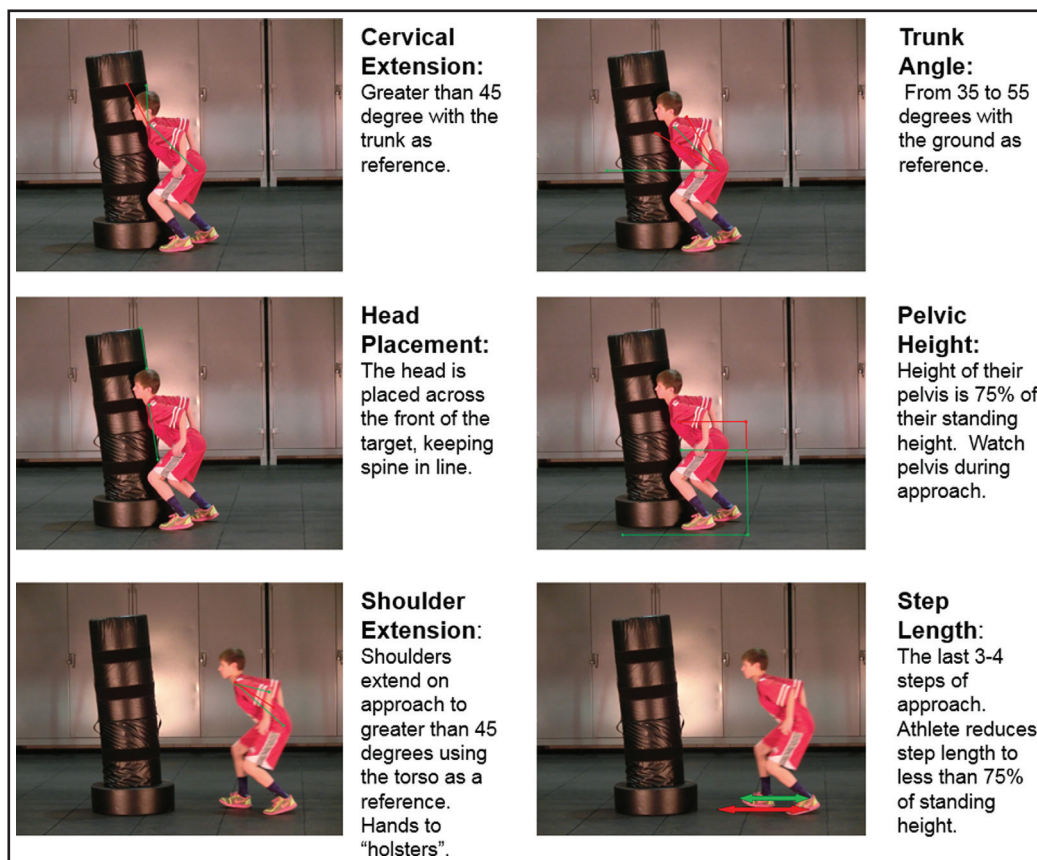 Cervical
Extension:
Greater than 45
degree with the
trunk as
reference.
Trunk
Angle:
From 35 to 55
degrees with
the ground as
reference.
Head
Placement:
The head is
placed across
the front of the
target, keeping
spine in line.
Pelvic
Height:
Height of their
pelvis is 75% of
their standing
height. Watch
pelvis during
approach.
Shoulder
Extension:
Shoulders
extend on
approach to
greater than 45
degrees using
the torso as a
reference.
Hands to
“holsters”.
Step
Length:
The last 3-4
steps of
approach.
Athlete reduces
step length to
less than 75%
of standing
height.